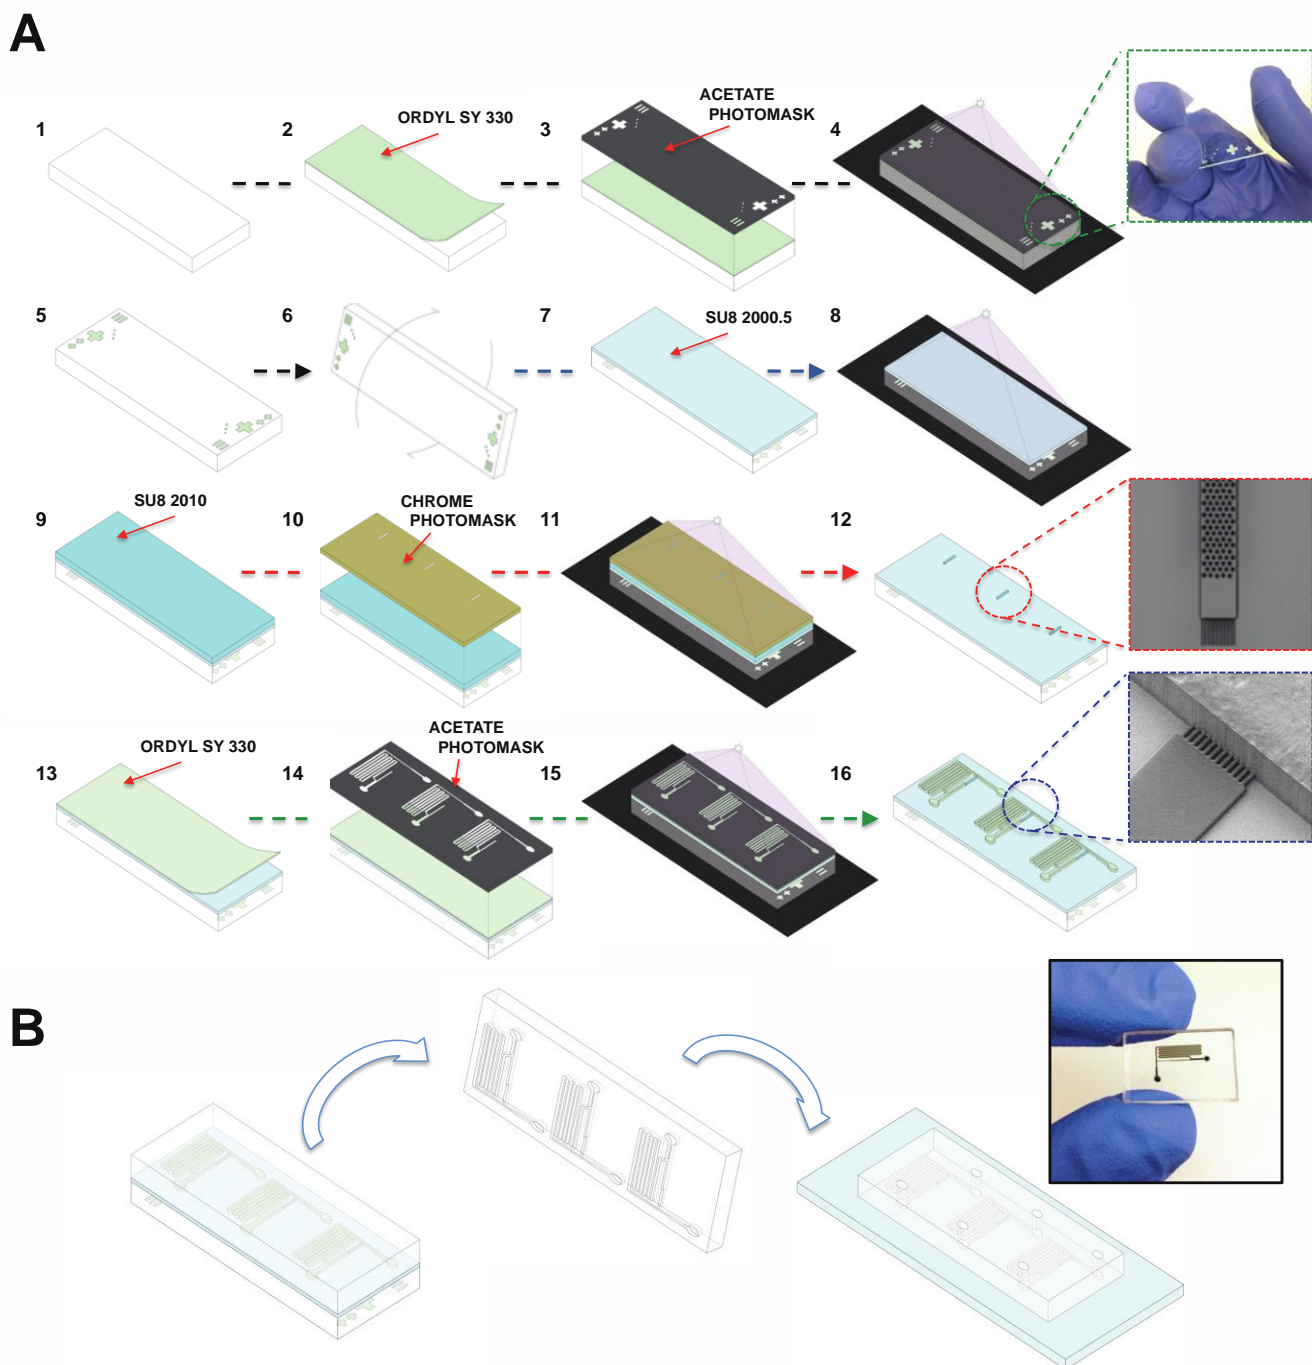 A
1
2
ORDYL SY 330
3
ACETATE
PHOTOMASK
4
5
6
7
SU8 2000.5
8
9
SU8 2010
10
CHROME
PHOTOMASK
11
12
13
ORDYL SY 330
14
ACETATE
PHOTOMASK
15
16
B